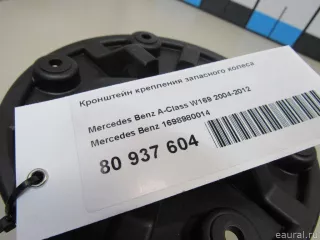 Кронштейн крепления запасного колеса
Mercedes Benz A-Class W169 2004-2012
Mercedes Benz 1698980014
80 937 604
eaural.ru